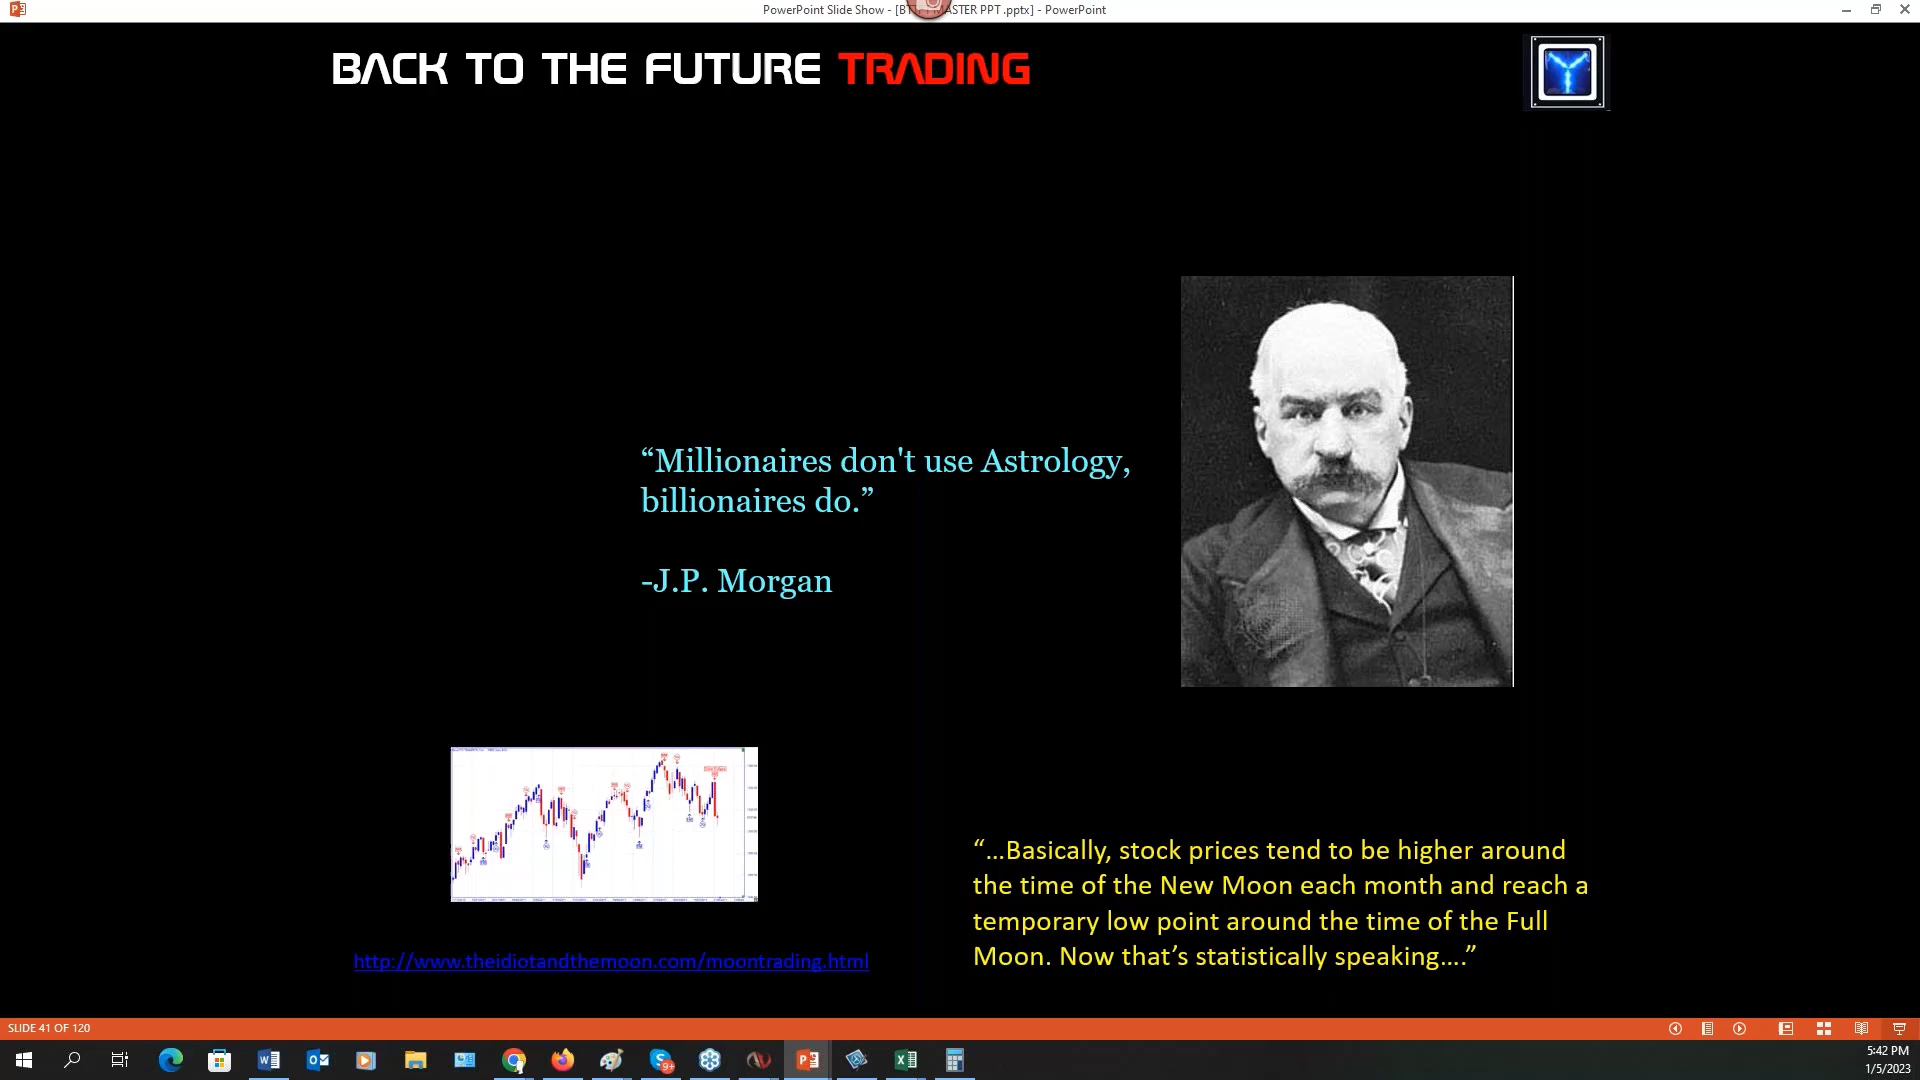 PowerPoint Slide Show - [BT
ASTER PPT .pptx] - PowerPoint
BACK TO THE FUTURE TRADING
“Millionaires don't use Astrology,
billionaires do.”
-J.P. Morgan
“...Basically, stock prices tend to be higher around
the time of the New Moon each month and reach a
temporary low point around the time of the Full
Moon. Now that’s statistically speaking....”
http://www.theidiotandthemoon.com/moontrading.html
SLIDE 41 OF 120
9+
5:42 PM
1/5/2023